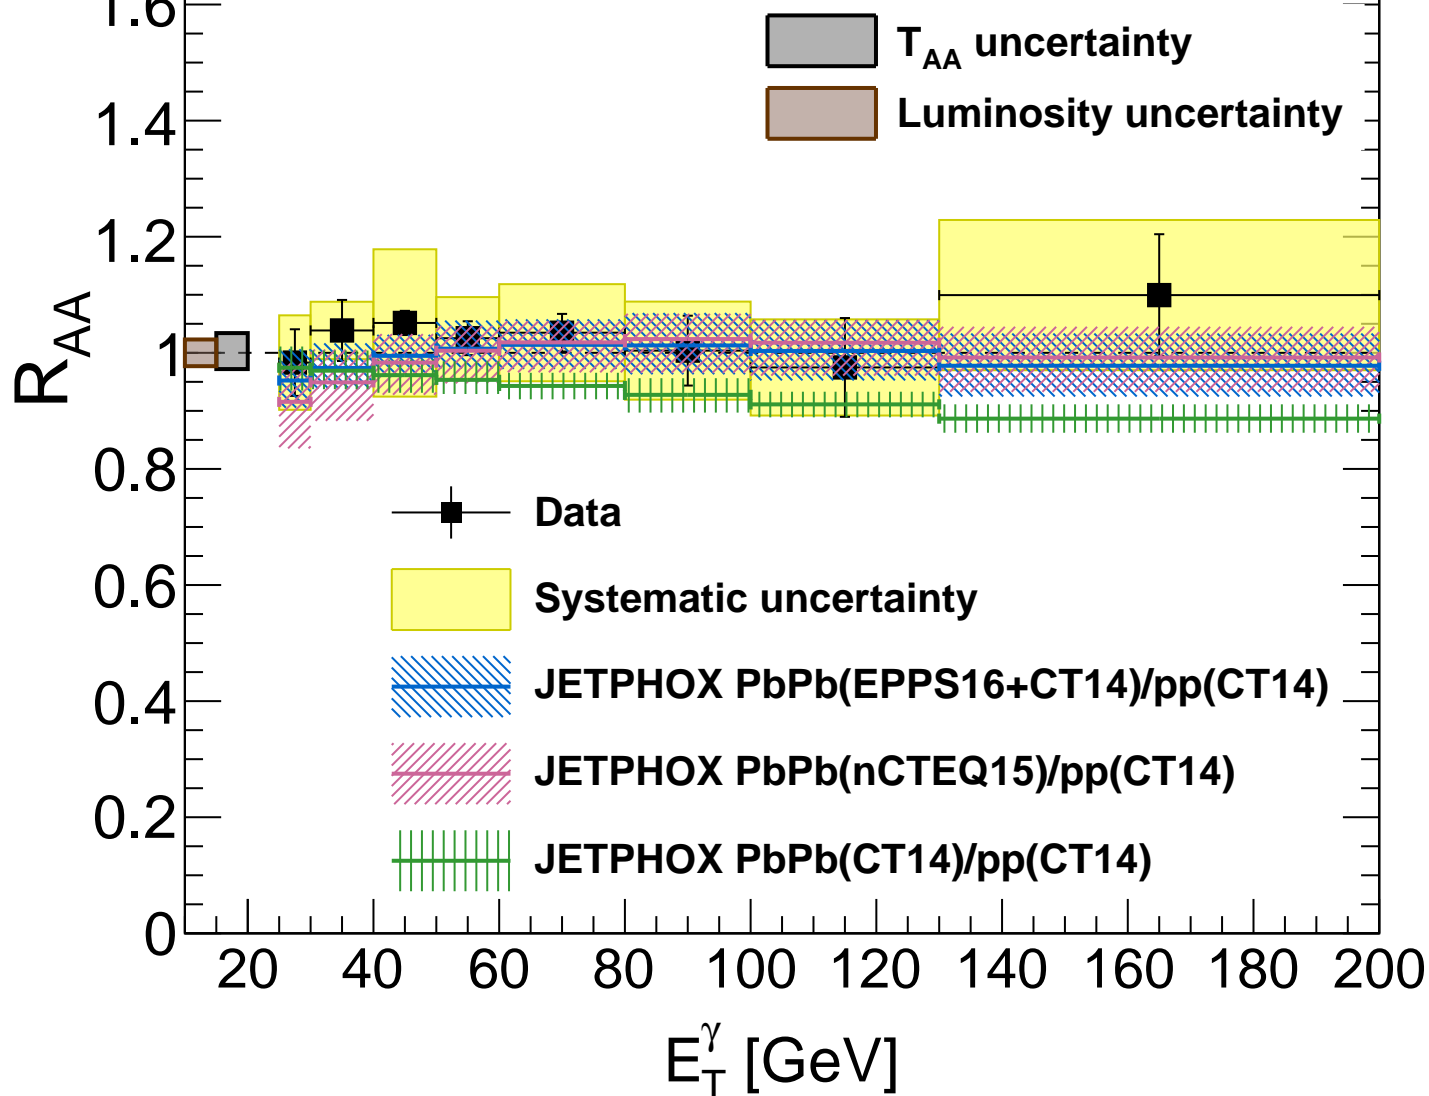 1.6
T_AA uncertainty
1.4
Luminosity uncertainty
1.2
R_AA
1
0.8
Data
0.6
Systematic uncertainty
JETPHOX PbPb(EPPS16+CT14)/pp(CT14)
0.4
JETPHOX PbPb(nCTEQ15)/pp(CT14)
0.2
JETPHOX PbPb(CT14)/pp(CT14)
0
20 40 60 80 100 120 140 160 180 200
E_T^γ [GeV]